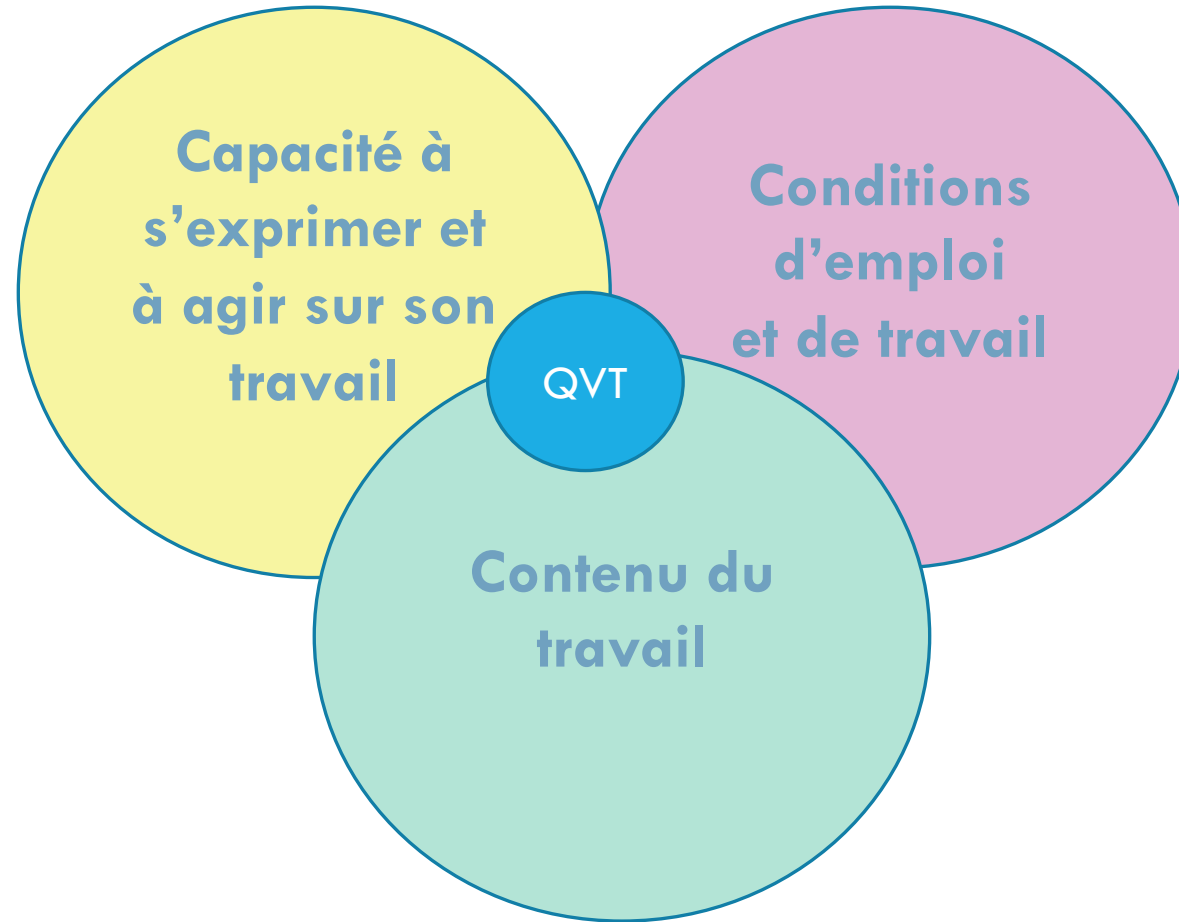 Capacité à
s’exprimer et
à agir sur son
travail
Conditions
d’emploi
et de travail
QVT
Contenu du
travail